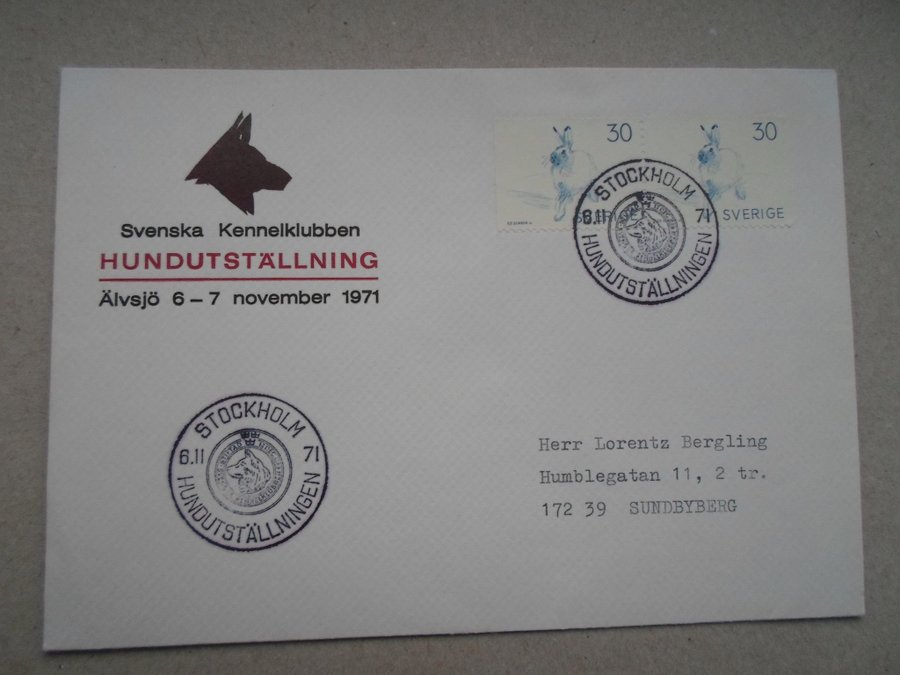 Svenska Kennelklubben
HUNDUTSTÄLLNING
Älvsjö 6 – 7 november 1971
30
30
SVERIGE
SVERIGE
STOCKHOLM
6.11 71
HUNDUTSTÄLLNINGEN
STOCKHOLM
6.11 71
HUNDUTSTÄLLNINGEN
Herr Lorentz Bergling
Humblegatan 11, 2 tr.
172 39 SUNDBYBERG